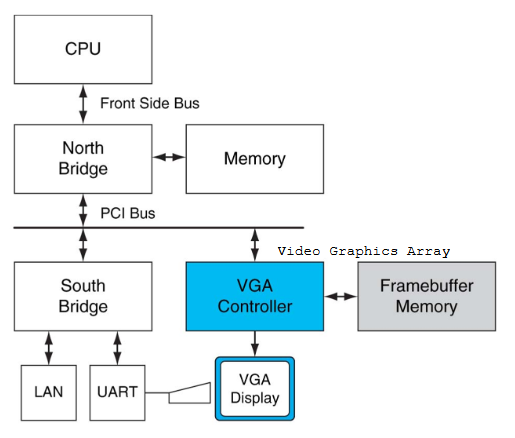 CPU
Front Side Bus
North
Bridge
Memory
PCI Bus
Video Graphics Array
South
Bridge
VGA
Controller
Framebuffer
Memory
LAN
UART
VGA
Display